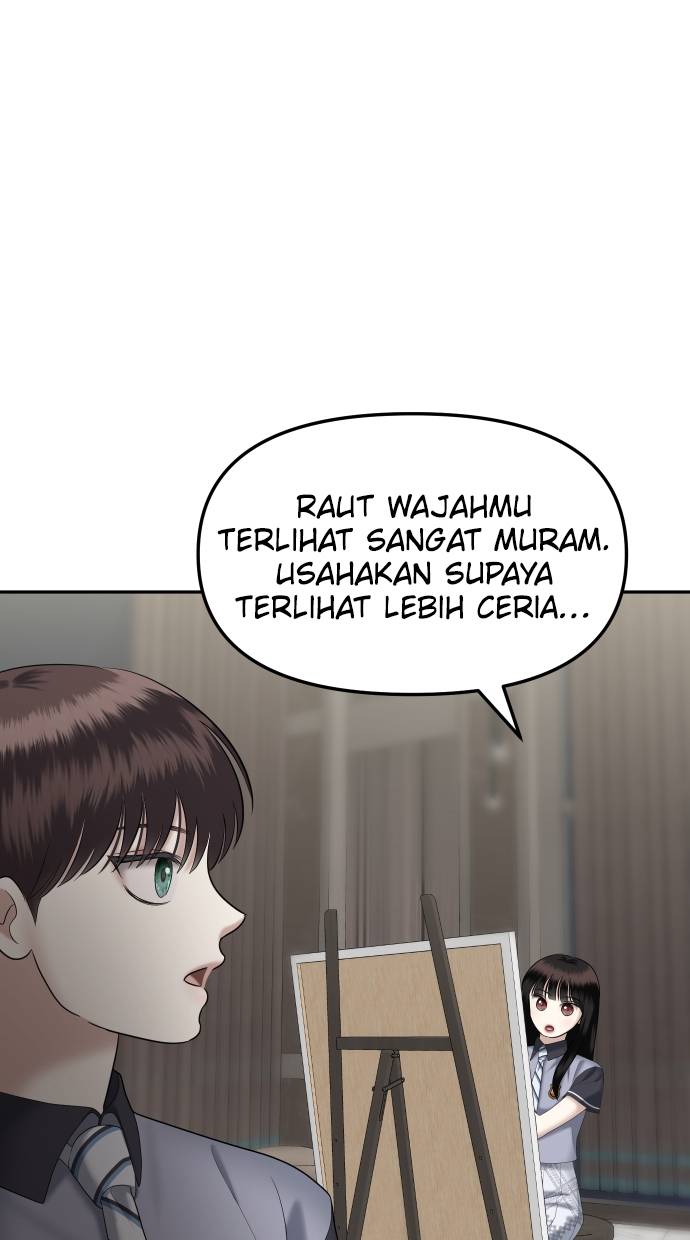 RAUT WAJAHMU
TERLIHAT SANGAT MURAM.
USAHAKAN SUPAYA
TERLIHAT LEBIH CERIA...